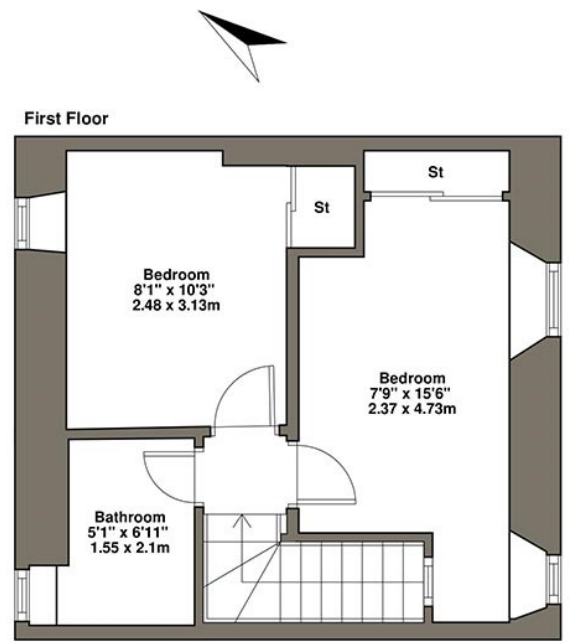 First Floor
St
St
Bedroom
8'1" x 10'3"
2.48 x 3.13m
Bedroom
7'9" x 15'6"
2.37 x 4.73m
Bathroom
5'1" x 6'11"
1.55 x 2.1m